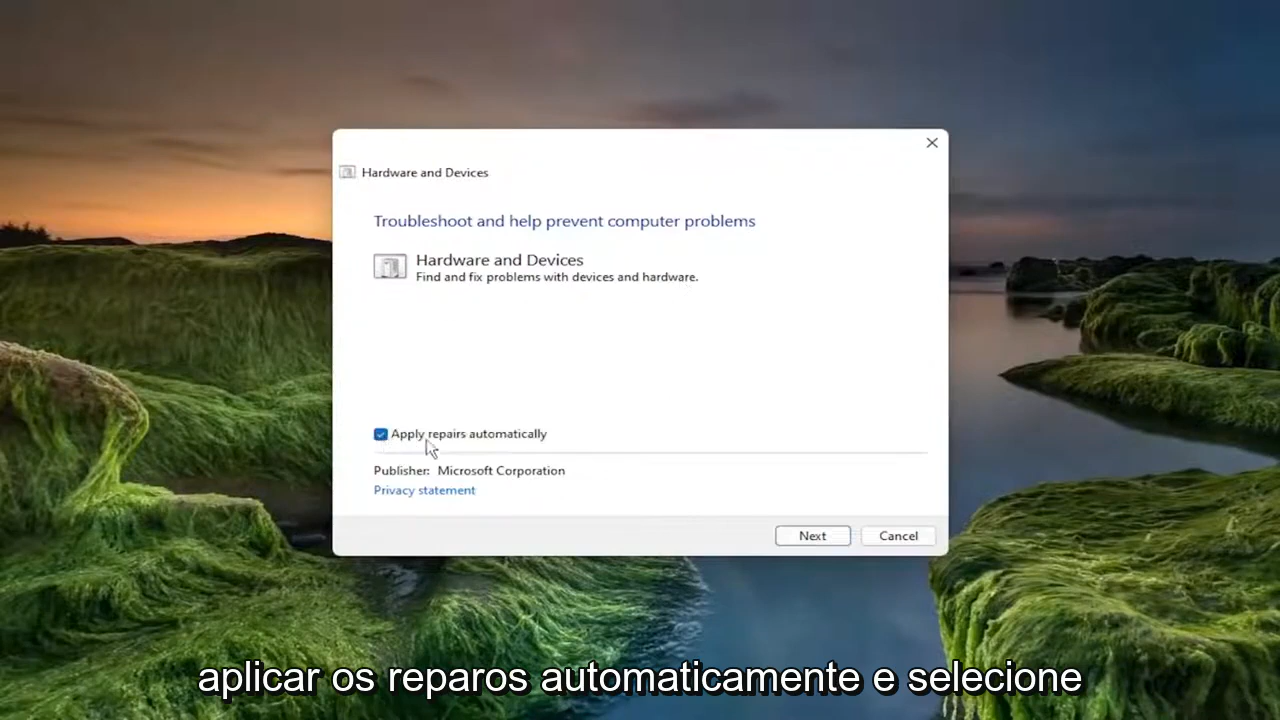 Hardware and Devices
Troubleshoot and help prevent computer problems
Hardware and Devices
Find and fix problems with devices and hardware.
Apply repairs automatically
Publisher: Microsoft Corporation
Privacy statement
Next Cancel
aplicar os reparos automaticamente e selecione